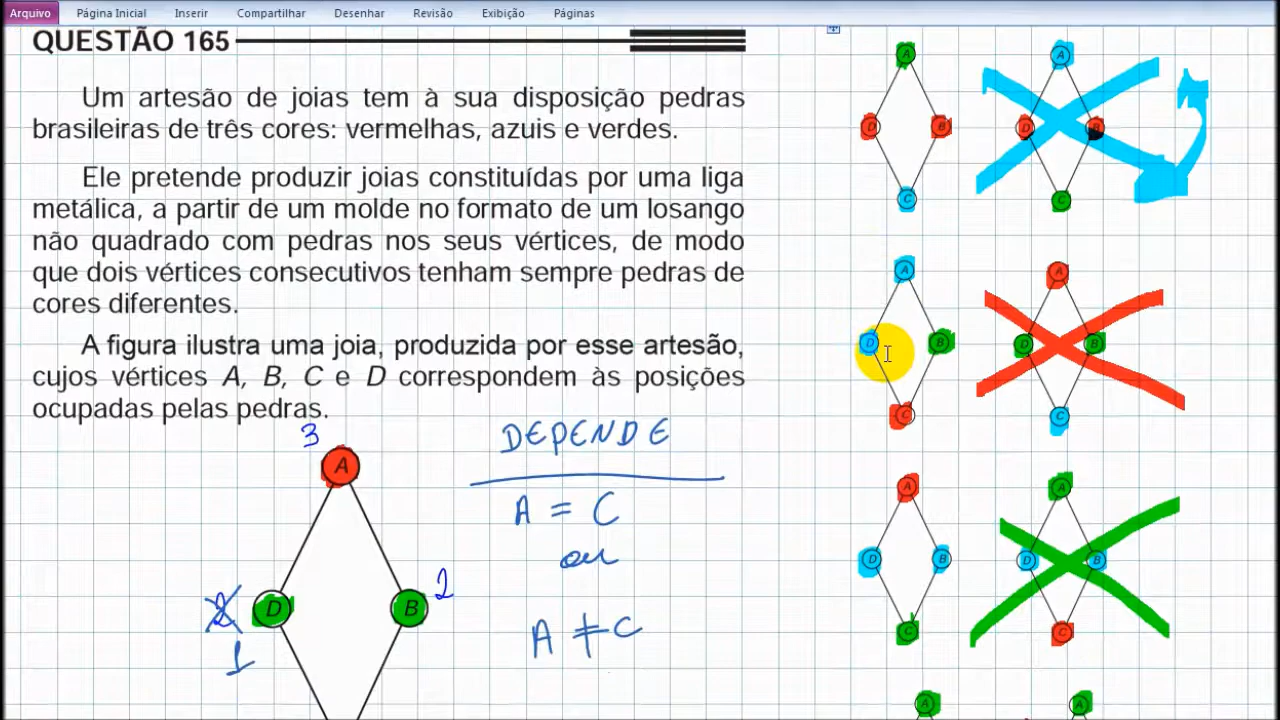 Arquivo Página Inicial Inserir Compartilhar Desenhar Revisão Exibição Páginas
QUESTÃO 165
Um artesão de joias tem à sua disposição pedras
brasileiras de três cores: vermelhas, azuis e verdes.
Ele pretende produzir joias constituídas por uma liga
metálica, a partir de um molde no formato de um losango
não quadrado com pedras nos seus vértices, de modo
que dois vértices consecutivos tenham sempre pedras de
cores diferentes.
A figura ilustra uma joia, produzida por esse artesão,
cujos vértices A, B, C e D correspondem às posições
ocupadas pelas pedras.
3
A
D
B
2
2
1
DEPENDE
A = C
ou
A ≠ C
A
D
B
C
A
D
B
C
A
D
B
C
A
D
B
C
A
D
B
C
A
D
B
C
A
A